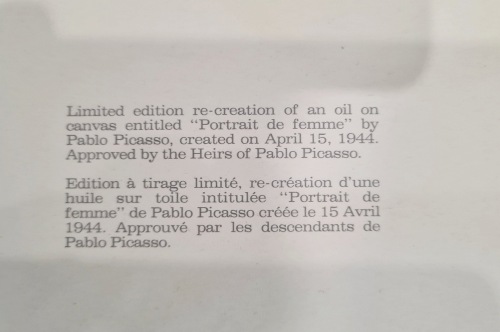 Limited edition re-creation of an oil on
canvas entitled "Portrait de femme" by
Pablo Picasso, created on April 15, 1944.
Approved by the Heirs of Pablo Picasso.
Edition à tirage limité, re-création d'une
huile sur toile intitulée "Portrait de
femme" de Pablo Picasso créée le 15 Avril
1944. Approuvé par les descendants de
Pablo Picasso.